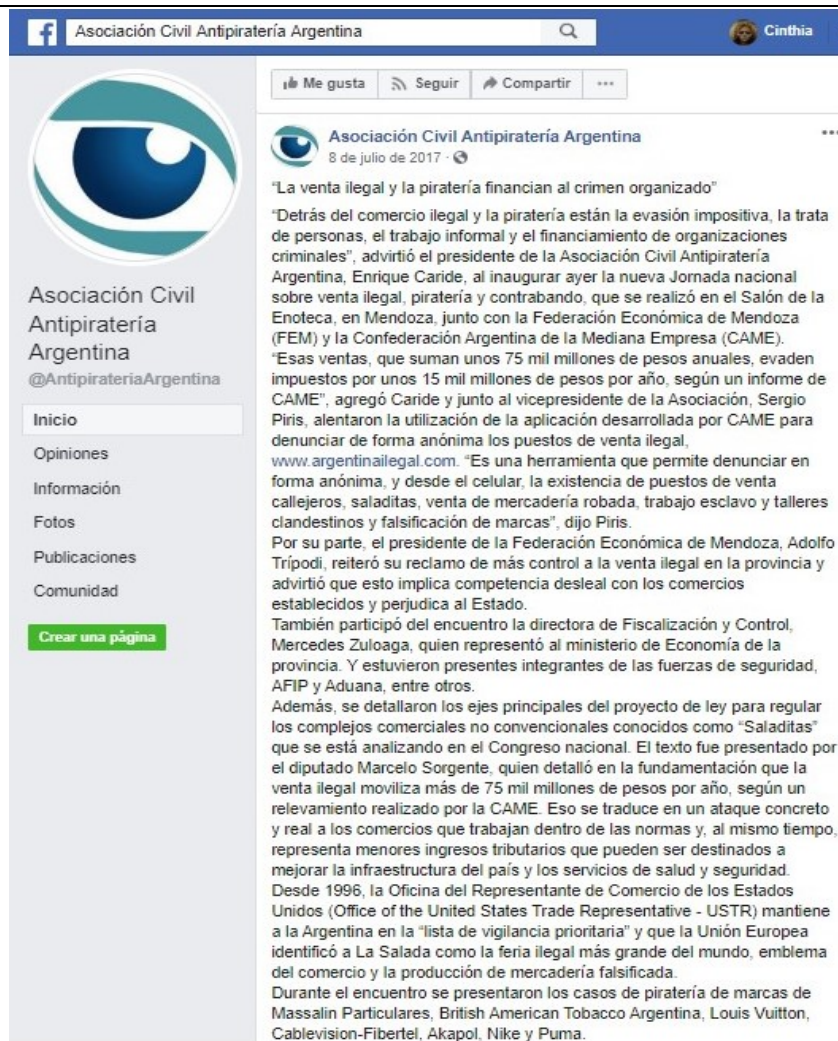 Asociación Civil Antipiratería Argentina
Cinthia
Me gusta
Seguir
Compartir
Asociación Civil
Antipiratería
Argentina
@AntipirateriaArgentina
Inicio
Opiniones
Información
Fotos
Publicaciones
Comunidad
Crear una página
Asociación Civil Antipiratería Argentina
8 de julio de 2017 ·
“La venta ilegal y la piratería financian al crimen organizado”
“Detrás del comercio ilegal y la piratería están la evasión impositiva, la trata
de personas, el trabajo informal y el financiamiento de organizaciones
criminales”, advirtió el presidente de la Asociación Civil Antipiratería
Argentina, Enrique Caride, al inaugurar ayer la nueva Jornada nacional
sobre venta ilegal, piratería y contrabando, que se realizó en el Salón de la
Enoteca, en Mendoza, junto con la Federación Económica de Mendoza
(FEM) y la Confederación Argentina de la Mediana Empresa (CAME).
“Esas ventas, que suman unos 75 mil millones de pesos anuales, evaden
impuestos por unos 15 mil millones de pesos por año, según un informe de
CAME”, agregó Caride y junto al vicepresidente de la Asociación, Sergio
Piris, alentaron la utilización de la aplicación desarrollada por CAME para
denunciar de forma anónima los puestos de venta ilegal,
www.argentinailegal.com. “Es una herramienta que permite denunciar en
forma anónima, y desde el celular, la existencia de puestos de venta
callejeros, saladitas, venta de mercadería robada, trabajo esclavo y talleres
clandestinos y falsificación de marcas”, dijo Piris.
Por su parte, el presidente de la Federación Económica de Mendoza, Adolfo
Trípodi, reiteró su reclamo de más control a la venta ilegal en la provincia y
advirtió que esto implica competencia desleal con los comercios
establecidos y perjudica al Estado.
También participó del encuentro la directora de Fiscalización y Control,
Mercedes Zuloaga, quien representó al ministerio de Economía de la
provincia. Y estuvieron presentes integrantes de las fuerzas de seguridad,
AFIP y Aduana, entre otros.
Además, se detallaron los ejes principales del proyecto de ley para regular
los complejos comerciales no convencionales conocidos como “Saladitas”
que se está analizando en el Congreso nacional. El texto fue presentado por
el diputado Marcelo Sorgente, quien detalló en la fundamentación que la
venta ilegal moviliza más de 75 mil millones de pesos por año, según un
relevamiento realizado por la CAME. Eso se traduce en un ataque concreto
y real a los comercios que trabajan dentro de las normas y, al mismo tiempo,
representa menores ingresos tributarios que pueden ser destinados a
mejorar la infraestructura del país y los servicios de salud y seguridad.
Desde 1996, la Oficina del Representante de Comercio de los Estados
Unidos (Office of the United States Trade Representative - USTR) mantiene
a la Argentina en la “lista de vigilancia prioritaria” y que la Unión Europea
identificó a La Salada como la feria ilegal más grande del mundo, emblema
del comercio y la producción de mercadería falsificada.
Durante el encuentro se presentaron los casos de piratería de marcas de
Massalin Particulares, British American Tobacco Argentina, Louis Vuitton,
Cablevision-Fibertel, Akapol, Nike y Puma.